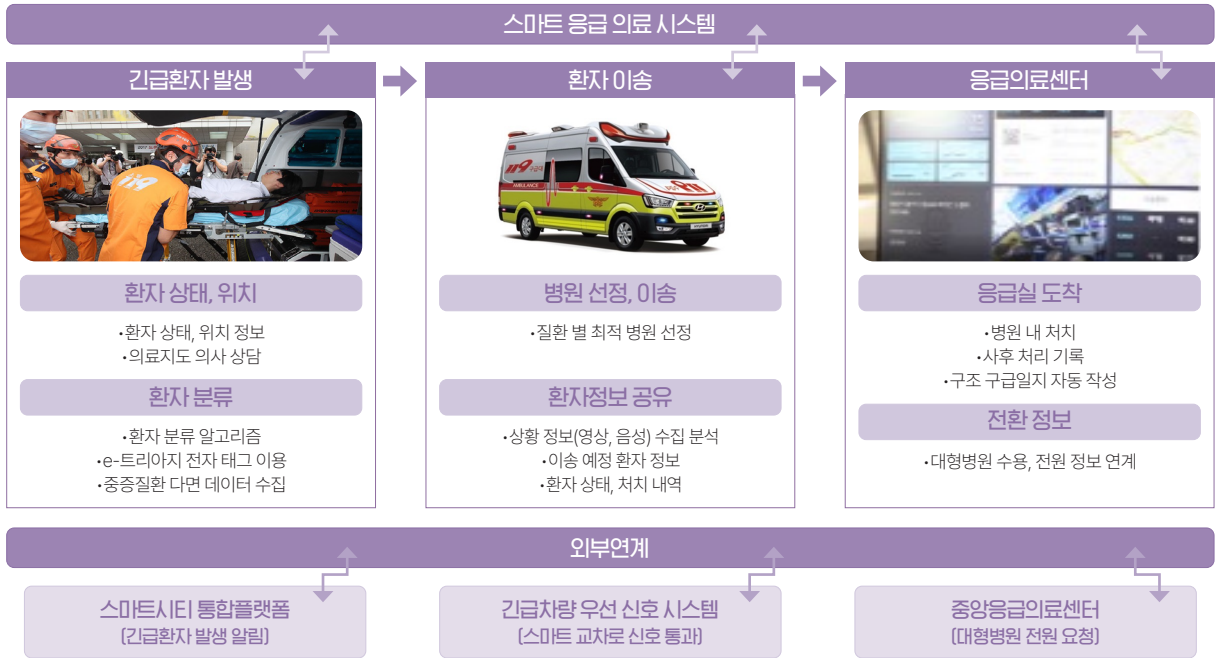 스마트 응급 의료 시스템
긴급환자 발생
환자 상태, 위치
•환자 상태, 위치 정보
•의료지도 의사 상담
환자 분류
•환자 분류 알고리즘
•e-트리아지 전자 태그 이용
•중증질환 다면 데이터 수집
환자 이송
119
AMBULANCE
병원 선정, 이송
•질환 별 최적 병원 선정
환자정보 공유
•상황 정보(영상, 음성) 수집 분석
•이송 예정 환자 정보
•환자 상태, 처치 내역
응급의료센터
응급실 도착
•병원 내 처치
•사후 처리 기록
•구조 구급일지 자동 작성
전환 정보
•대형병원 수용, 전원 정보 연계
외부연계
스마트시티 통합플랫폼
(긴급환자 발생 알림)
긴급차량 우선 신호 시스템
(스마트 교차로 신호 통과)
중앙응급의료센터
(대형병원 전원 요청)